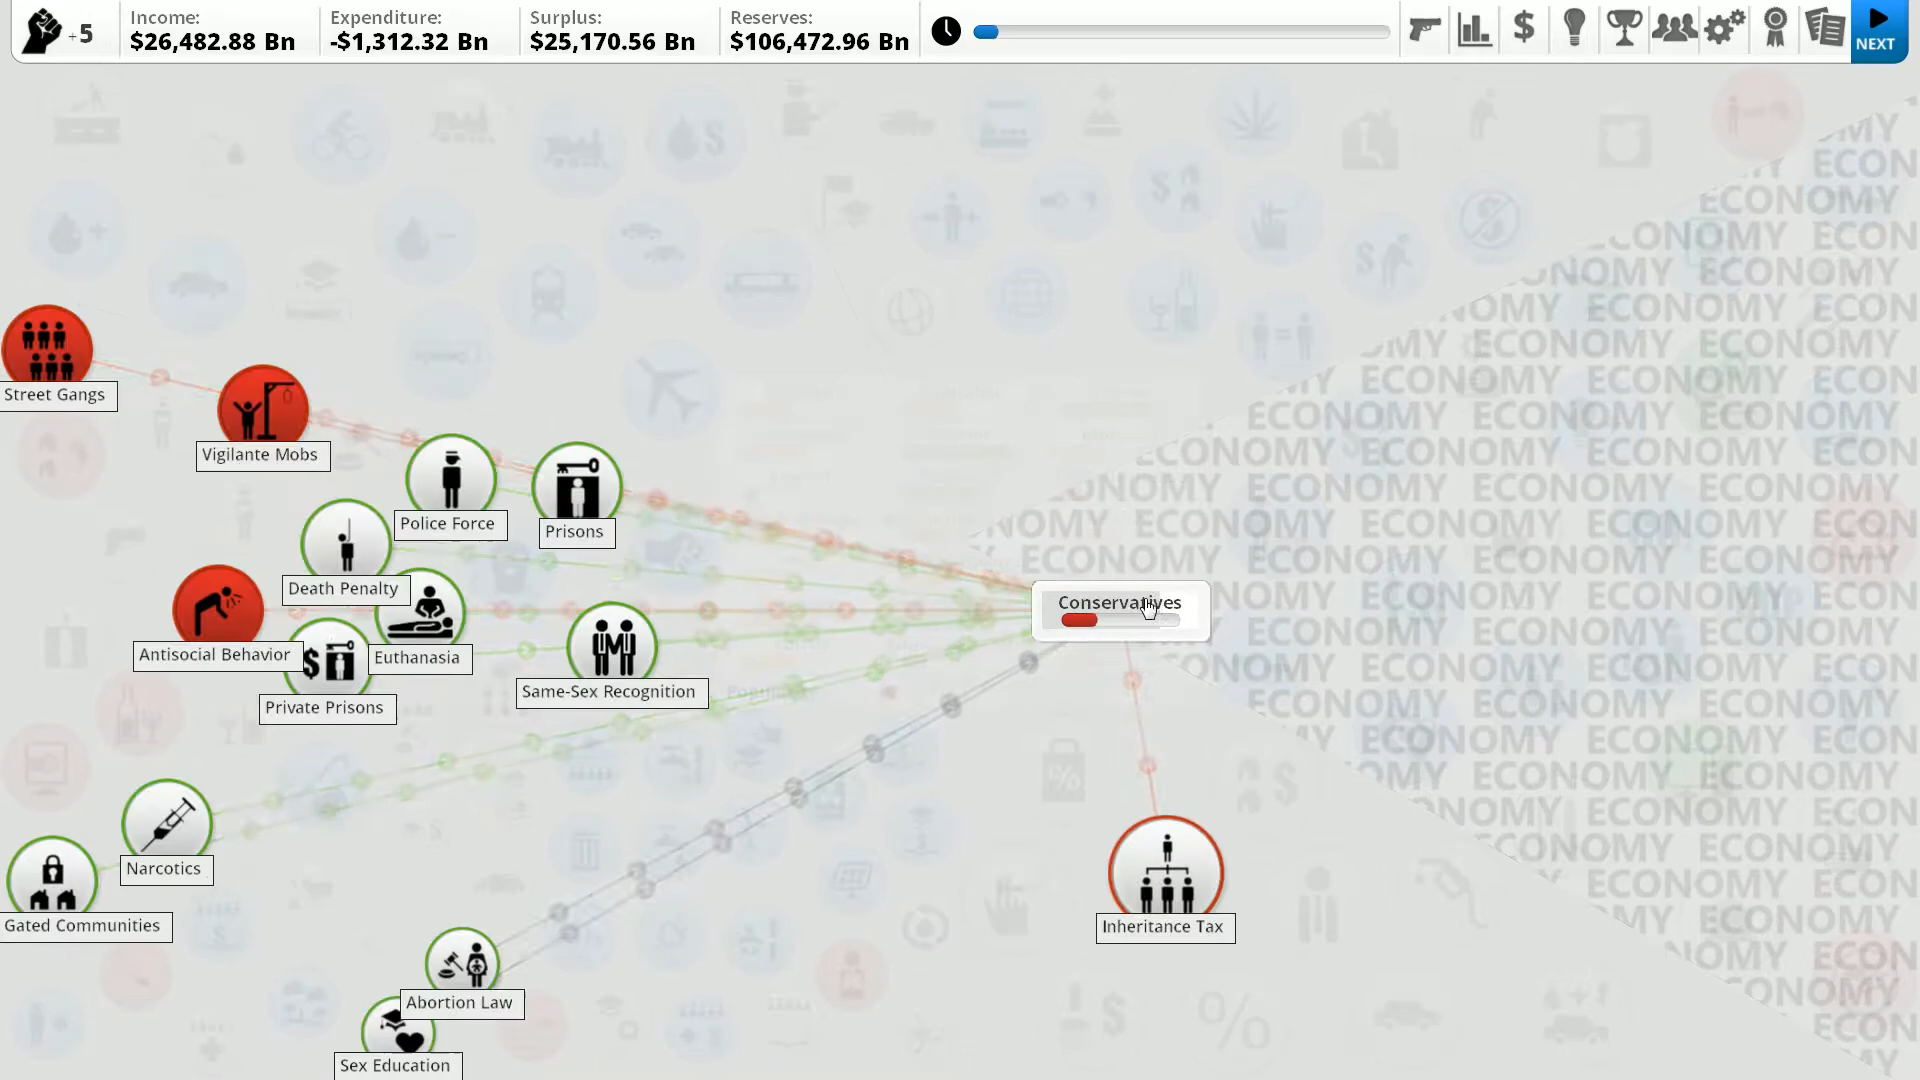 +5
Income:
$26,482.88 Bn
Expenditure:
-$1,312.32 Bn
Surplus:
$25,170.56 Bn
Reserves:
$106,472.96 Bn
NEXT
Street Gangs
Vigilante Mobs
Police Force
Prisons
Death Penalty
Antisocial Behavior
Euthanasia
Private Prisons
Same-Sex Recognition
Conservatives
Narcotics
Gated Communities
Inheritance Tax
Abortion Law
Sex Education
ECONOMY